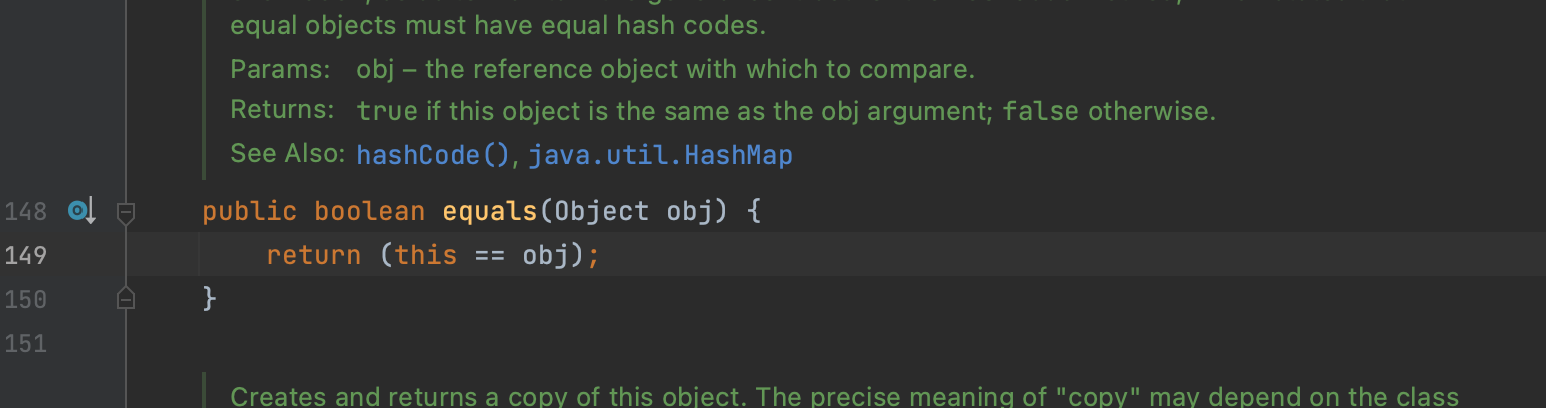 equal objects must have equal hash codes.
Params: obj – the reference object with which to compare.
Returns: true if this object is the same as the obj argument; false otherwise.
See Also: hashCode(), java.util.HashMap
148 public boolean equals(Object obj) {
149 return (this == obj);
150 }
151
Creates and returns a copy of this object. The precise meaning of "copy" may depend on the class